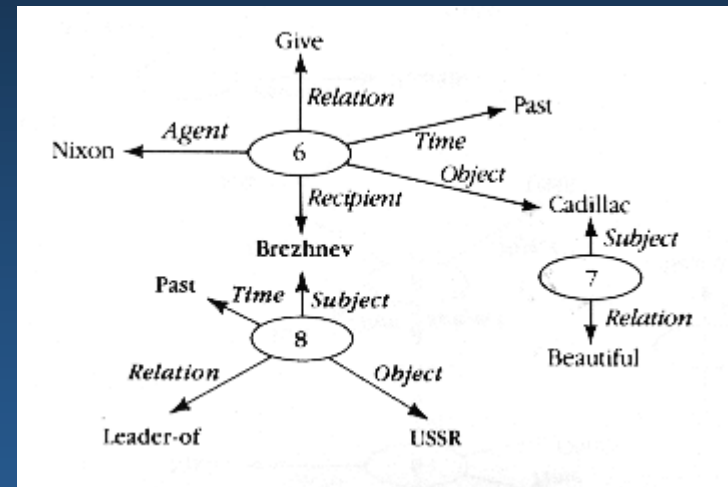 Give
Relation
Past
Agent
Nixon
6
Time
Object
Recipient
Cadillac
Brezhnev
Subject
Past
Time
Subject
7
8
Relation
Relation
Object
Beautiful
Leader-of
USSR